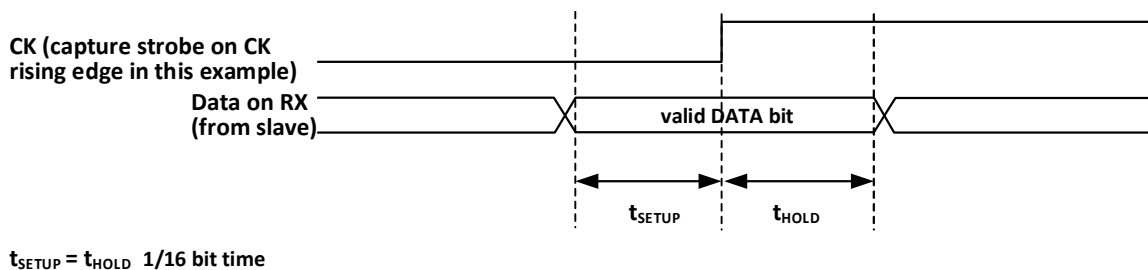 CK (capture strobe on CK
rising edge in this example)
Data on RX
(from slave)
valid DATA bit
tSETUP
tHOLD
tSETUP = tHOLD 1/16 bit time